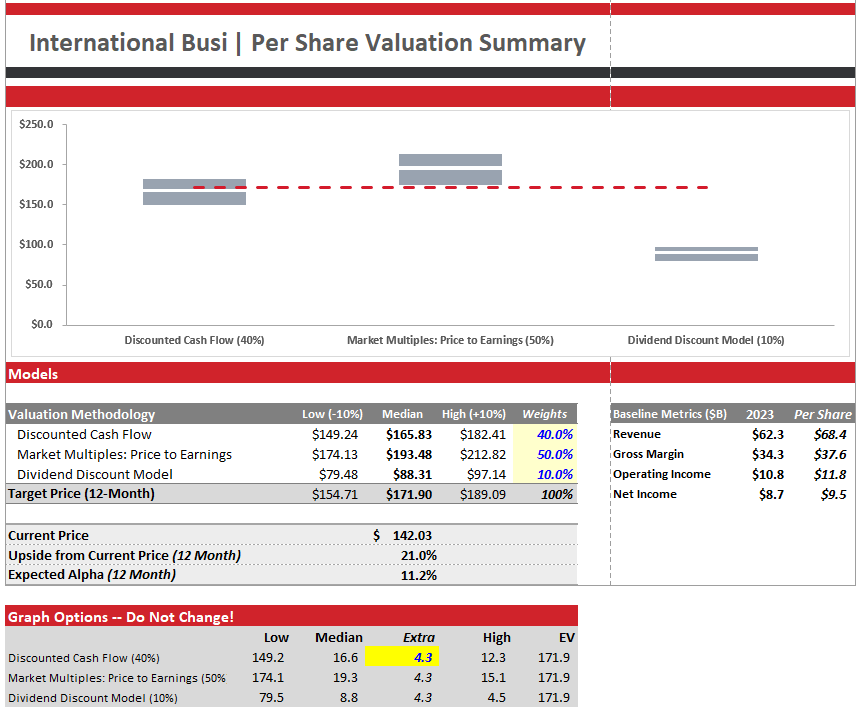 International Busi | Per Share Valuation Summary
$250.0
$200.0
$150.0
$100.0
$50.0
$0.0
Discounted Cash Flow (40%) Market Multiples: Price to Earnings (50%) Dividend Discount Model (10%)
Models
Valuation Methodology Low (-10%) Median High (+10%) Weights
Discounted Cash Flow $149.24 $165.83 $182.41 40.0%
Market Multiples: Price to Earnings $174.13 $193.48 $212.82 50.0%
Dividend Discount Model $79.48 $88.31 $97.14 10.0%
Target Price (12-Month) $154.71 $171.90 $189.09 100%
Current Price $ 142.03
Upside from Current Price (12 Month) 21.0%
Expected Alpha (12 Month) 11.2%
Baseline Metrics ($B) 2023 Per Share
Revenue $62.3 $68.4
Gross Margin $34.3 $37.6
Operating Income $10.8 $11.8
Net Income $8.7 $9.5
Graph Options -- Do Not Change!
Low Median Extra High EV
Discounted Cash Flow (40%) 149.2 16.6 4.3 12.3 171.9
Market Multiples: Price to Earnings (50% 174.1 19.3 4.3 15.1 171.9
Dividend Discount Model (10%) 79.5 8.8 4.3 4.5 171.9